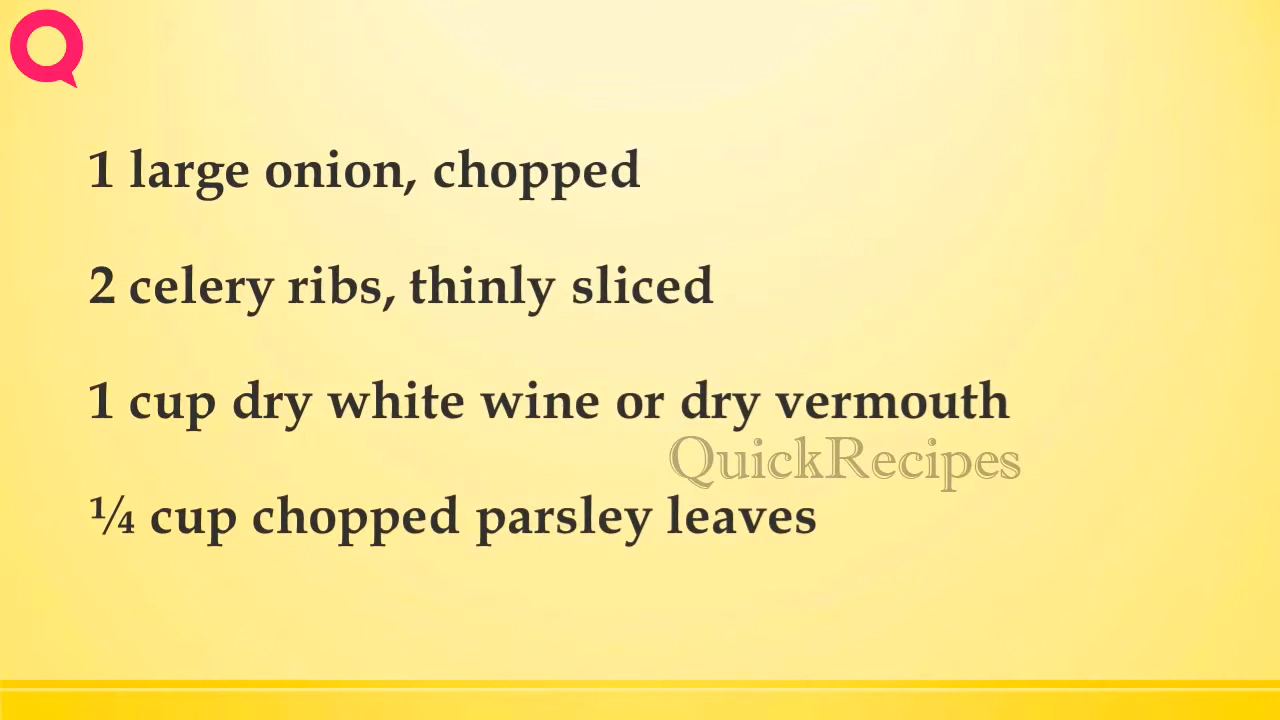 1 large onion, chopped
2 celery ribs, thinly sliced
1 cup dry white wine or dry vermouth
QuickRecipes
¼ cup chopped parsley leaves